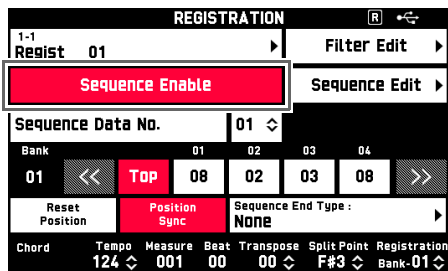 REGISTRATION R
1-1
Regist 01
Filter Edit
Sequence Enable
Sequence Edit
Sequence Data No. 01
Bank 01 02 03 04
01 << Top 08 02 03 08 >>
Reset Position
Position Sync
Sequence End Type :
None
Chord Tempo Measure Beat Transpose Split Point Registration
124 001 00 00 F#3 Bank-01